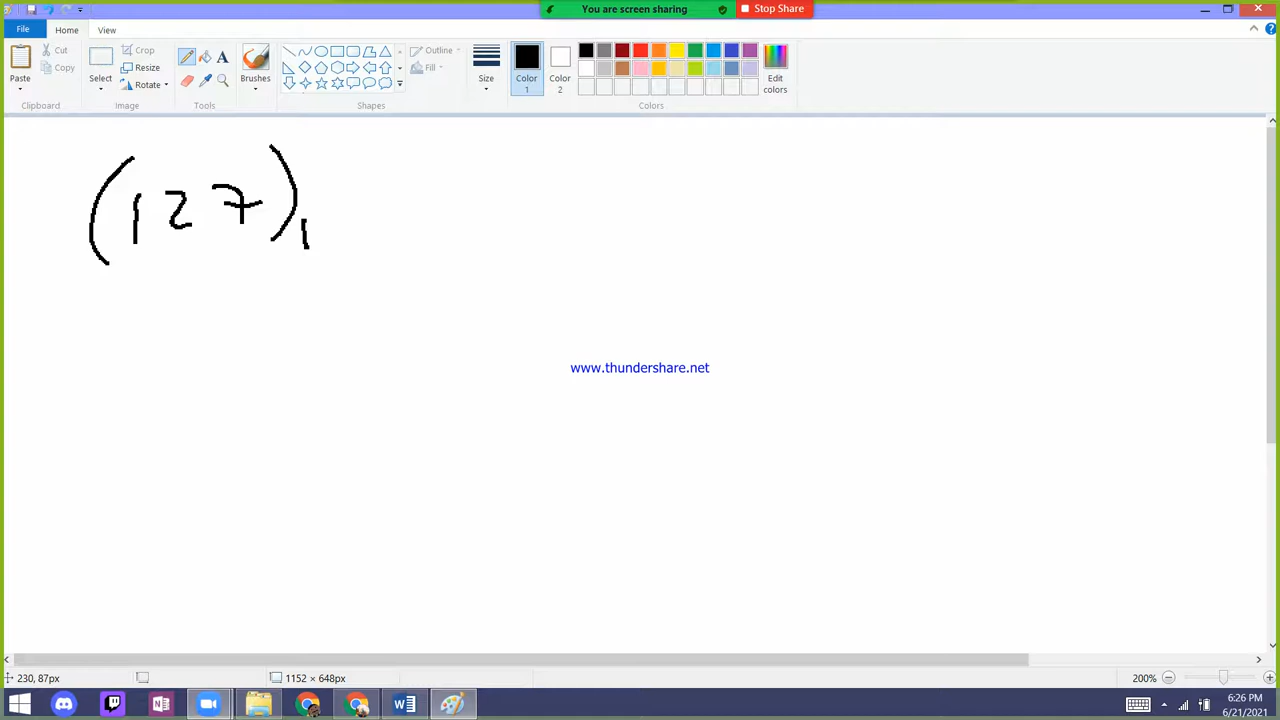 You are screen sharing Stop Share
File Home View
Paste Cut Copy Clipboard
Select Crop Resize Rotate Image
Tools
Brushes
Outline Fill Shapes
Size
Color 1 Color 2 Edit colors Colors
(127)1
www.thundershare.net
230, 87px 1152 × 648px 200%
6:26 PM
6/21/2021